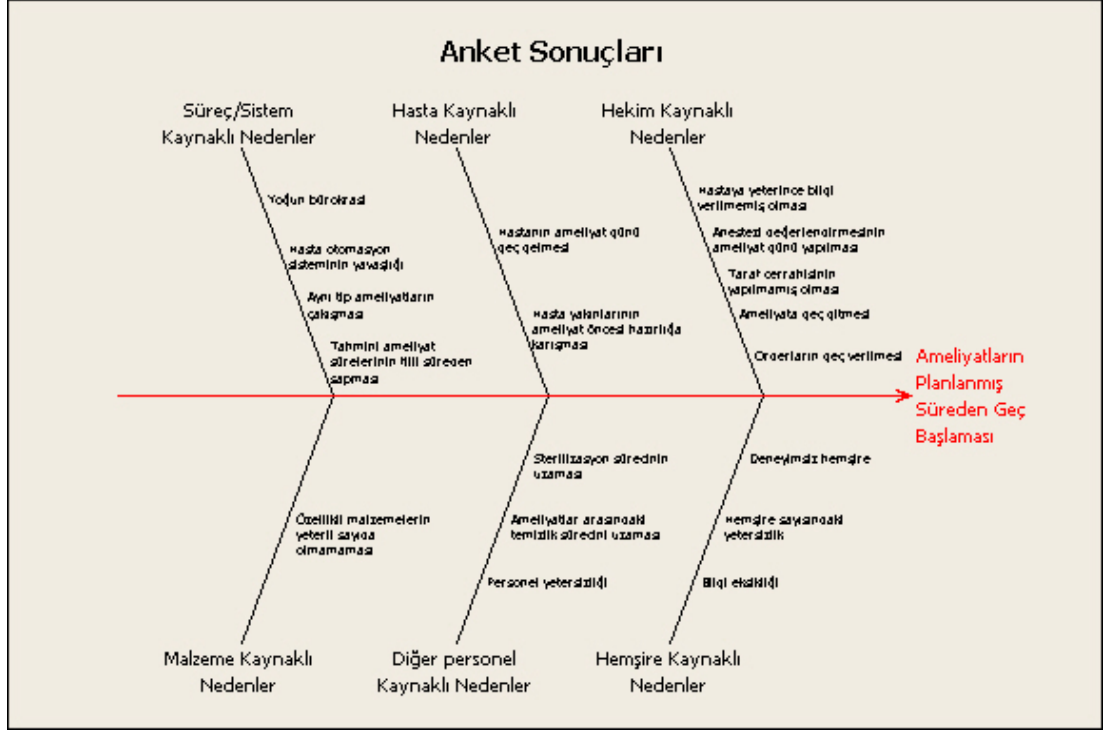 Anket Sonuçları
Süreç/Sistem
Kaynaklı Nedenler
Hasta Kaynaklı
Nedenler
Hekim Kaynaklı
Nedenler
Yoğun bürokrasi
Hasta otomasyon
sisteminin yavaşlığı
Aynı tip ameliyatların
çakışması
Tahmini ameliyat
sürelerinin fiili süreden
sapması
Hastanın ameliyat günü
geç gelmesi
Hasta yakınlarının
ameliyat öncesi hazırlığa
karışması
Hastaya yeterince bilgi
verilmemiş olması
Anestezi değerlendirmesinin
ameliyat günü yapılması
Taraf cerrahisinin
yapılmamış olması
Ameliyata geç gitmesi
Orderların geç verilmesi
Ameliyatların
Planlanmış
Süreden Geç
Başlaması
Özellikli malzemelerin
yeterli sayıda
olmamaması
Sterilizasyon sürecinin
uzaması
Ameliyatlar arasındaki
temizlik sürecini uzaması
Personel yetersizliği
Deneyimsiz hemşire
Hemşire sayısındaki
yetersizlik
Bilgi eksikliği
Malzeme Kaynaklı
Nedenler
Diğer personel
Kaynaklı Nedenler
Hemşire Kaynaklı
Nedenler